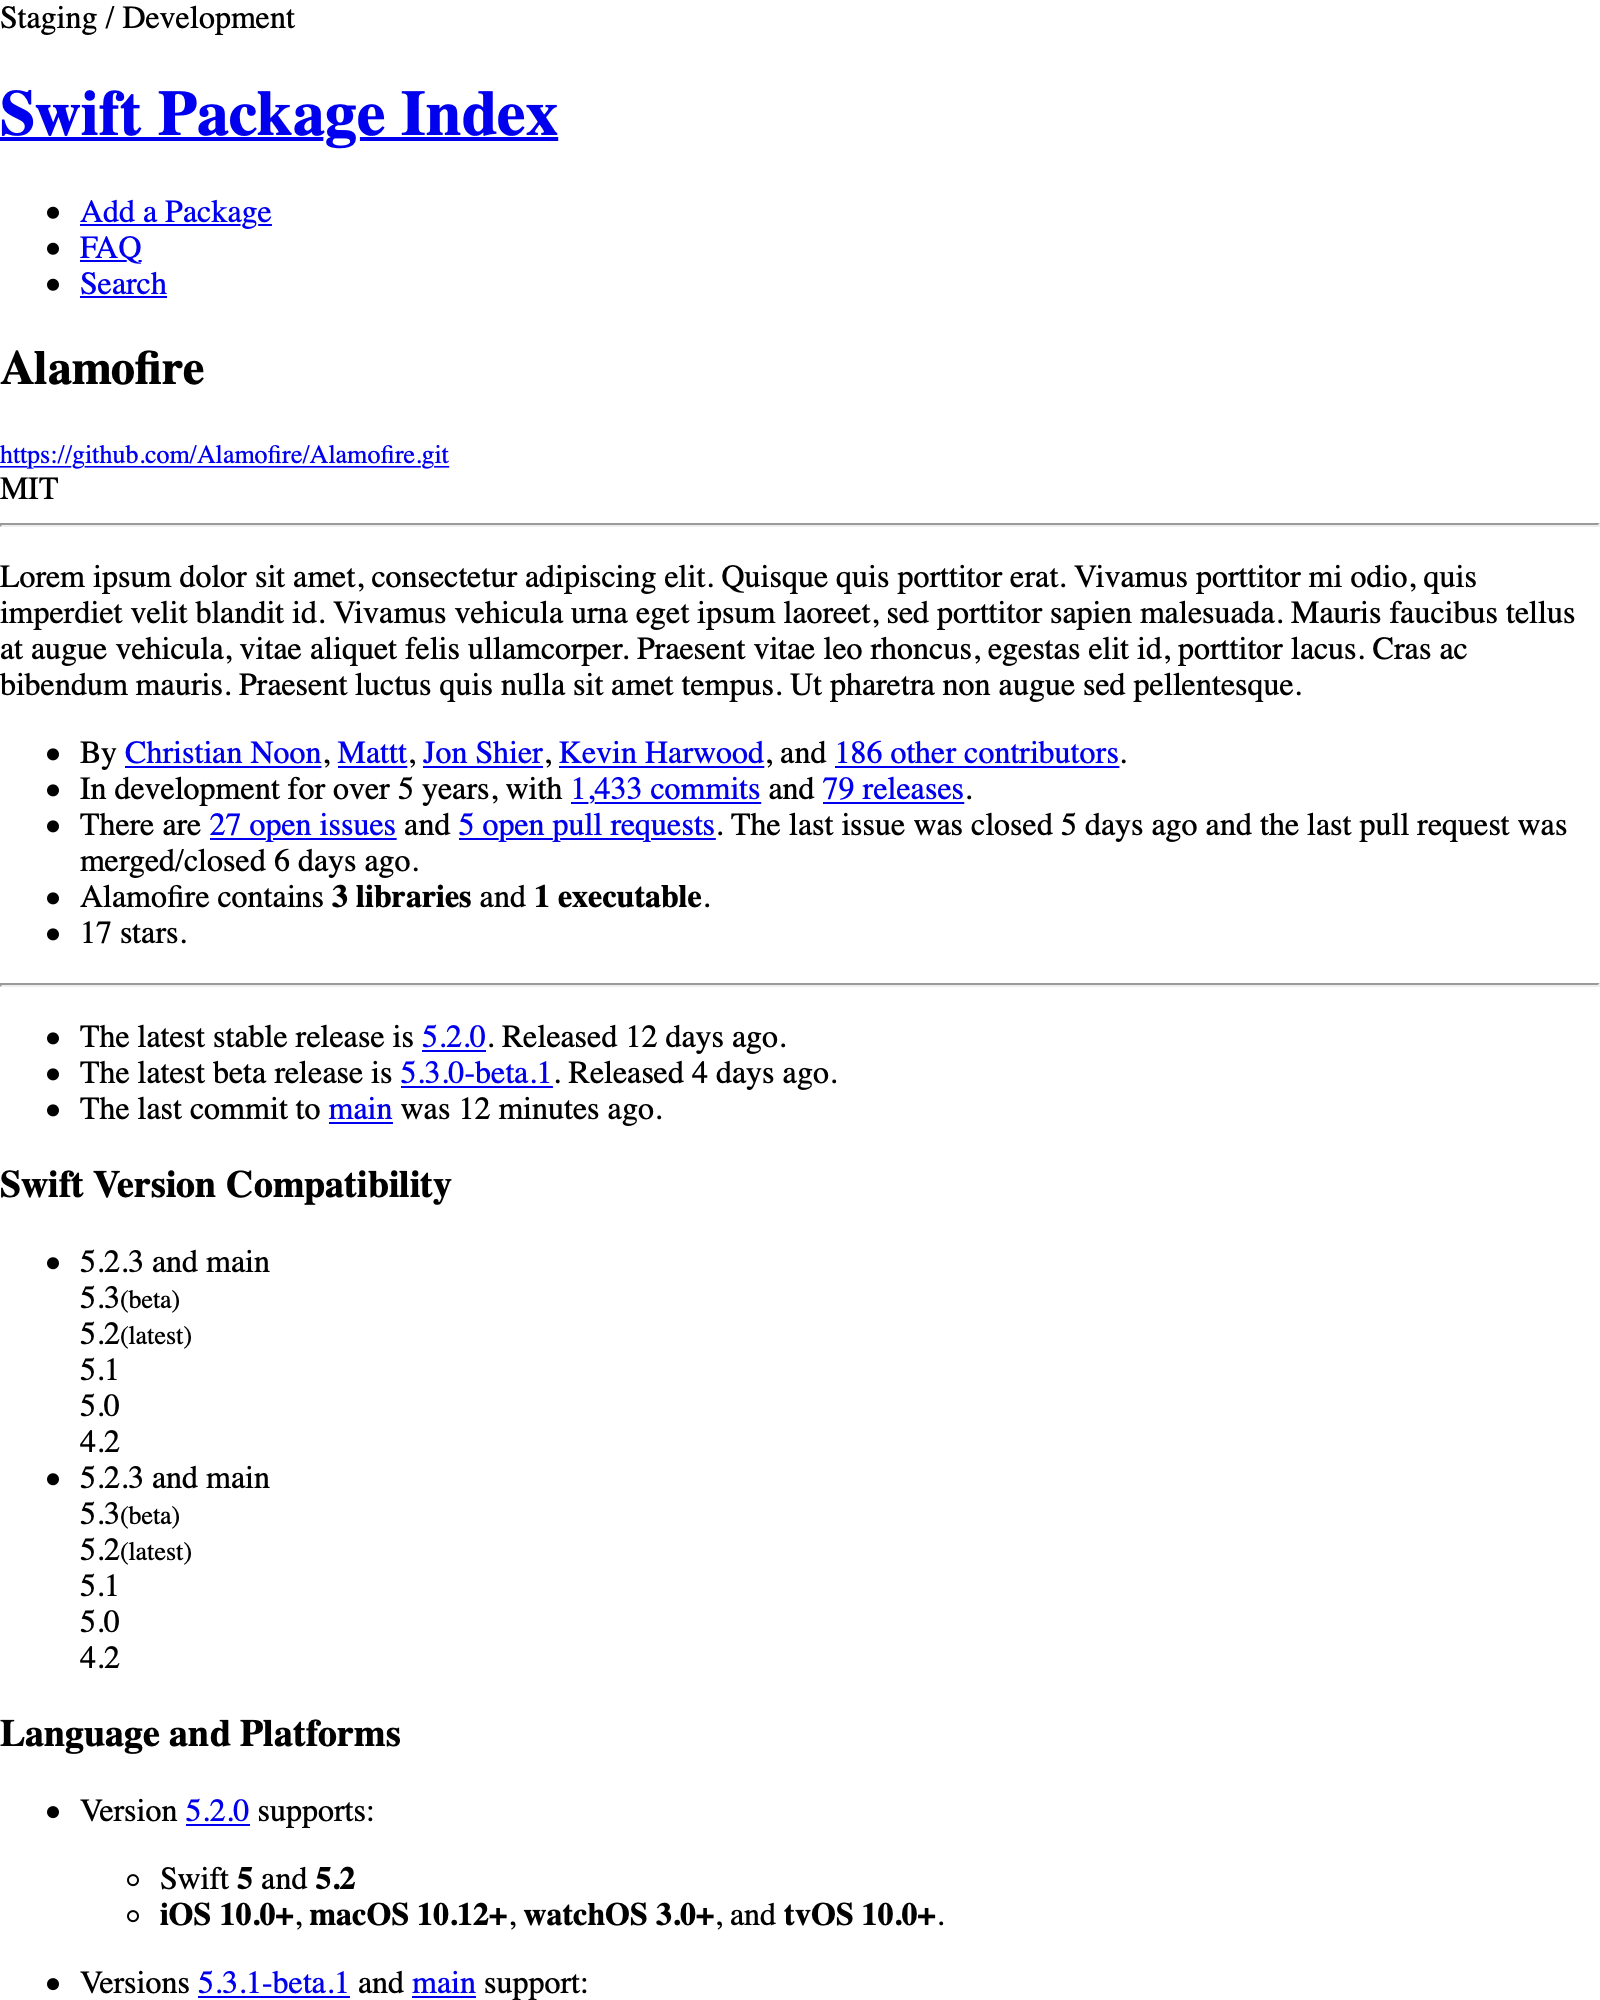 Staging / Development
Swift Package Index
Add a Package
FAQ
Search
Alamofire
https://github.com/Alamofire/Alamofire.git
MIT
Lorem ipsum dolor sit amet, consectetur adipiscing elit. Quisque quis porttitor erat. Vivamus porttitor mi odio, quis
imperdiet velit blandit id. Vivamus vehicula urna eget ipsum laoreet, sed porttitor sapien malesuada. Mauris faucibus tellus
at augue vehicula, vitae aliquet felis ullamcorper. Praesent vitae leo rhoncus, egestas elit id, porttitor lacus. Cras ac
bibendum mauris. Praesent luctus quis nulla sit amet tempus. Ut pharetra non augue sed pellentesque.
By Christian Noon, Mattt, Jon Shier, Kevin Harwood, and 186 other contributors.
In development for over 5 years, with 1,433 commits and 79 releases.
There are 27 open issues and 5 open pull requests. The last issue was closed 5 days ago and the last pull request was
merged/closed 6 days ago.
Alamofire contains 3 libraries and 1 executable.
17 stars.
The latest stable release is 5.2.0. Released 12 days ago.
The latest beta release is 5.3.0-beta.1. Released 4 days ago.
The last commit to main was 12 minutes ago.
Swift Version Compatibility
5.2.3 and main
5.3(beta)
5.2(latest)
5.1
5.0
4.2
5.2.3 and main
5.3(beta)
5.2(latest)
5.1
5.0
4.2
Language and Platforms
Version 5.2.0 supports:
Swift 5 and 5.2
iOS 10.0+, macOS 10.12+, watchOS 3.0+, and tvOS 10.0+.
Versions 5.3.1-beta.1 and main support: